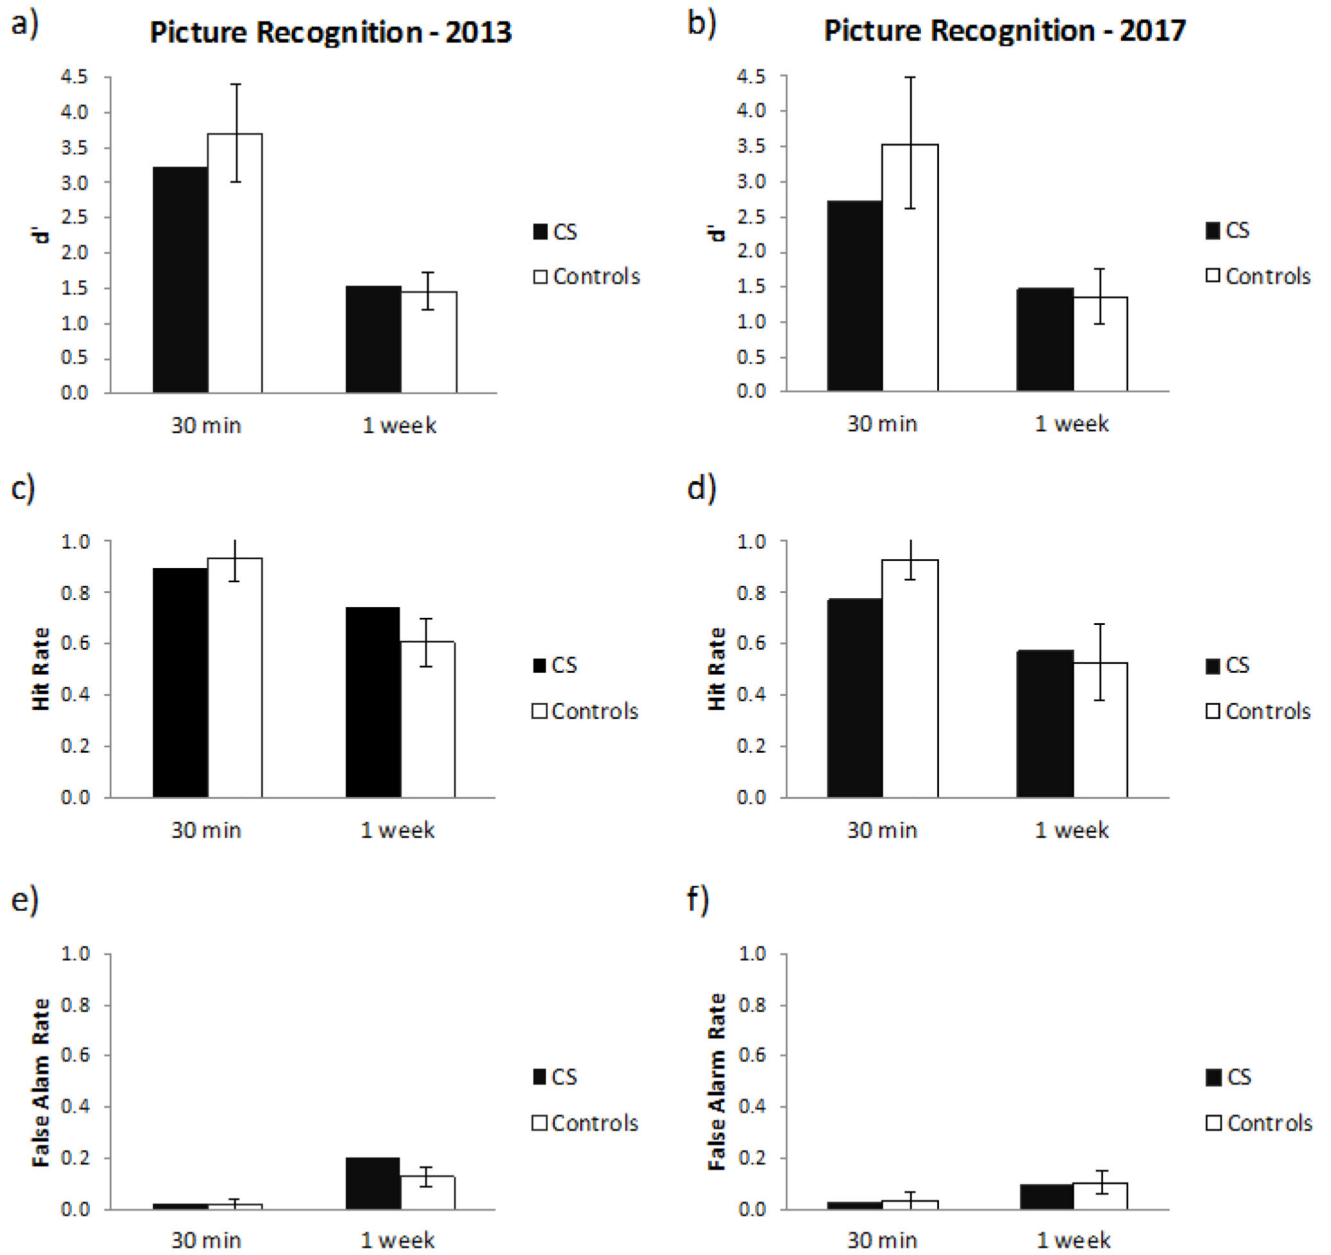 a)
Picture Recognition - 2013
4.5
4.0
3.5
3.0
2.5
2.0
1.5
1.0
0.5
0.0
d'
30 min 1 week
CS
Controls
b)
Picture Recognition - 2017
4.5
4.0
3.5
3.0
2.5
2.0
1.5
1.0
0.5
0.0
d'
30 min 1 week
CS
Controls
c)
1.0
0.8
0.6
0.4
0.2
0.0
Hit Rate
30 min 1 week
CS
Controls
d)
1.0
0.8
0.6
0.4
0.2
0.0
Hit Rate
30 min 1 week
CS
Controls
e)
1.0
0.8
0.6
0.4
0.2
0.0
False Alam Rate
30 min 1 week
CS
Controls
f)
1.0
0.8
0.6
0.4
0.2
0.0
False Alarm Rate
30 min 1 week
CS
Controls